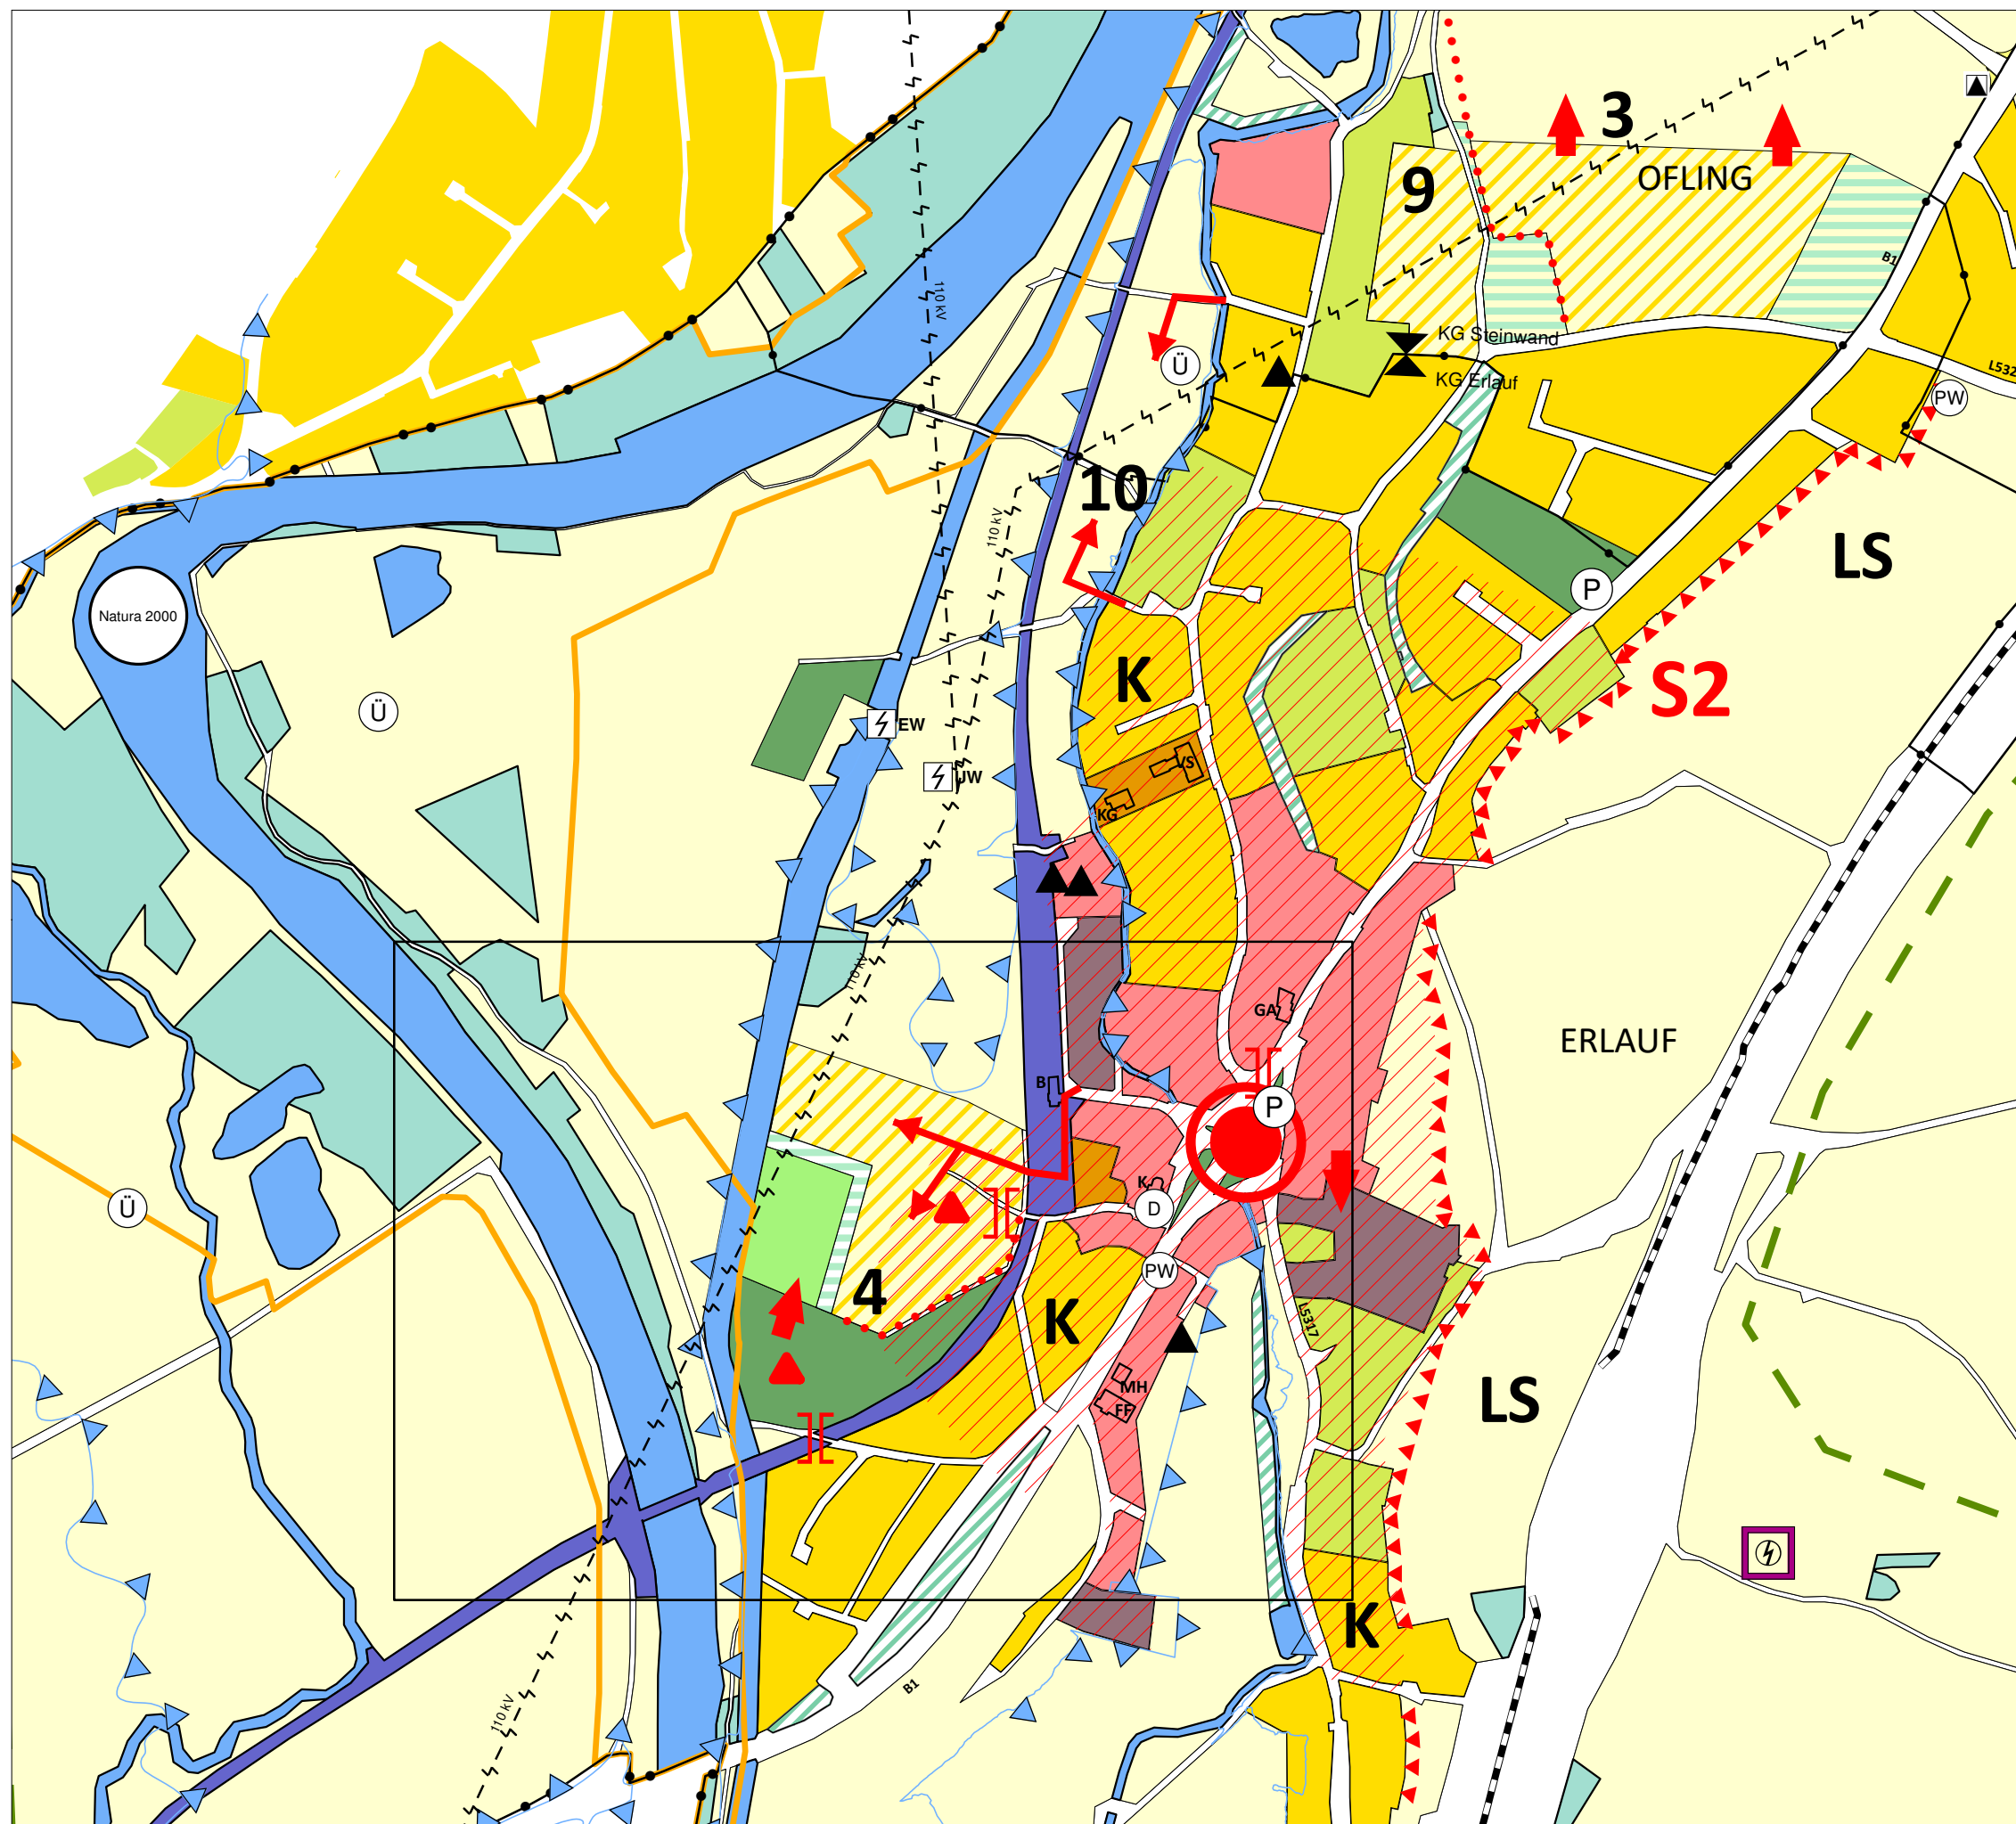 3
OFLING
9
B1
110 kV
KG Steinwand
Ü
KG Erlauf
L532
PW
10
110 kV
LS
P
Natura 2000
K
S2
Ü
EW
VS
UW
KG
110 kV
GA
ERLAUF
B
P
K
D
Ü
PW
4
K
L5317
MH
LS
FF
K
B1
110 kV